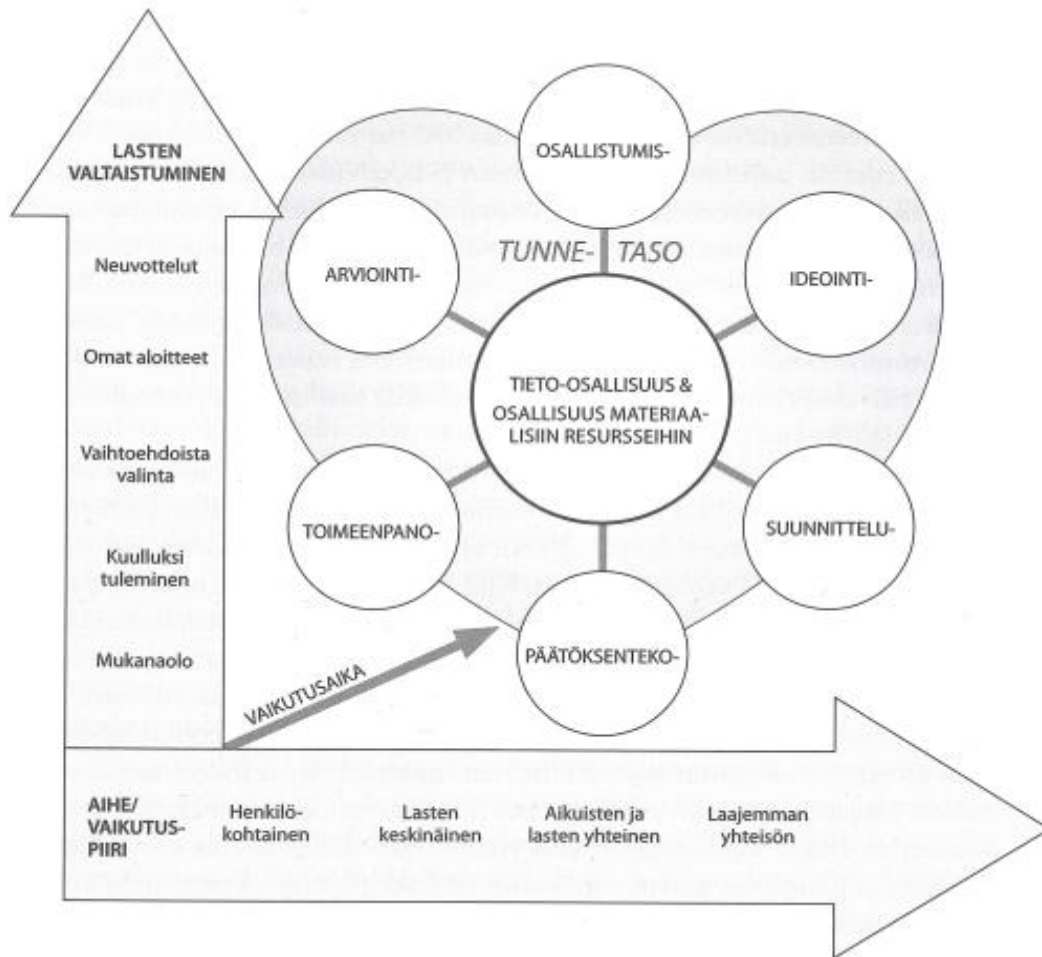 LASTEN
VALTAISTUMINEN
Neuvottelut
Omat aloitteet
Vaihtoehdoista
valinta
Kuulluksi
tuleminen
Mukanaolo
OSALLISTUMIS-
TUNNE- TASO
ARVIOINTI-
IDEOINTI-
TIETO-OSALLISUUS &
OSALLISUUS MATERIAA-
LISIIN RESURSSEIHIN
TOIMEENPANO-
SUUNNITTELU-
PÄÄTÖKSENTEKO-
VAIKUTUSAIKA
AIHE/
VAIKUTUS-
PIIRI
Henkilö-
kohtainen
Lasten
keskinäinen
Aikuisten ja
lasten yhteinen
Laajemman
yhteisön